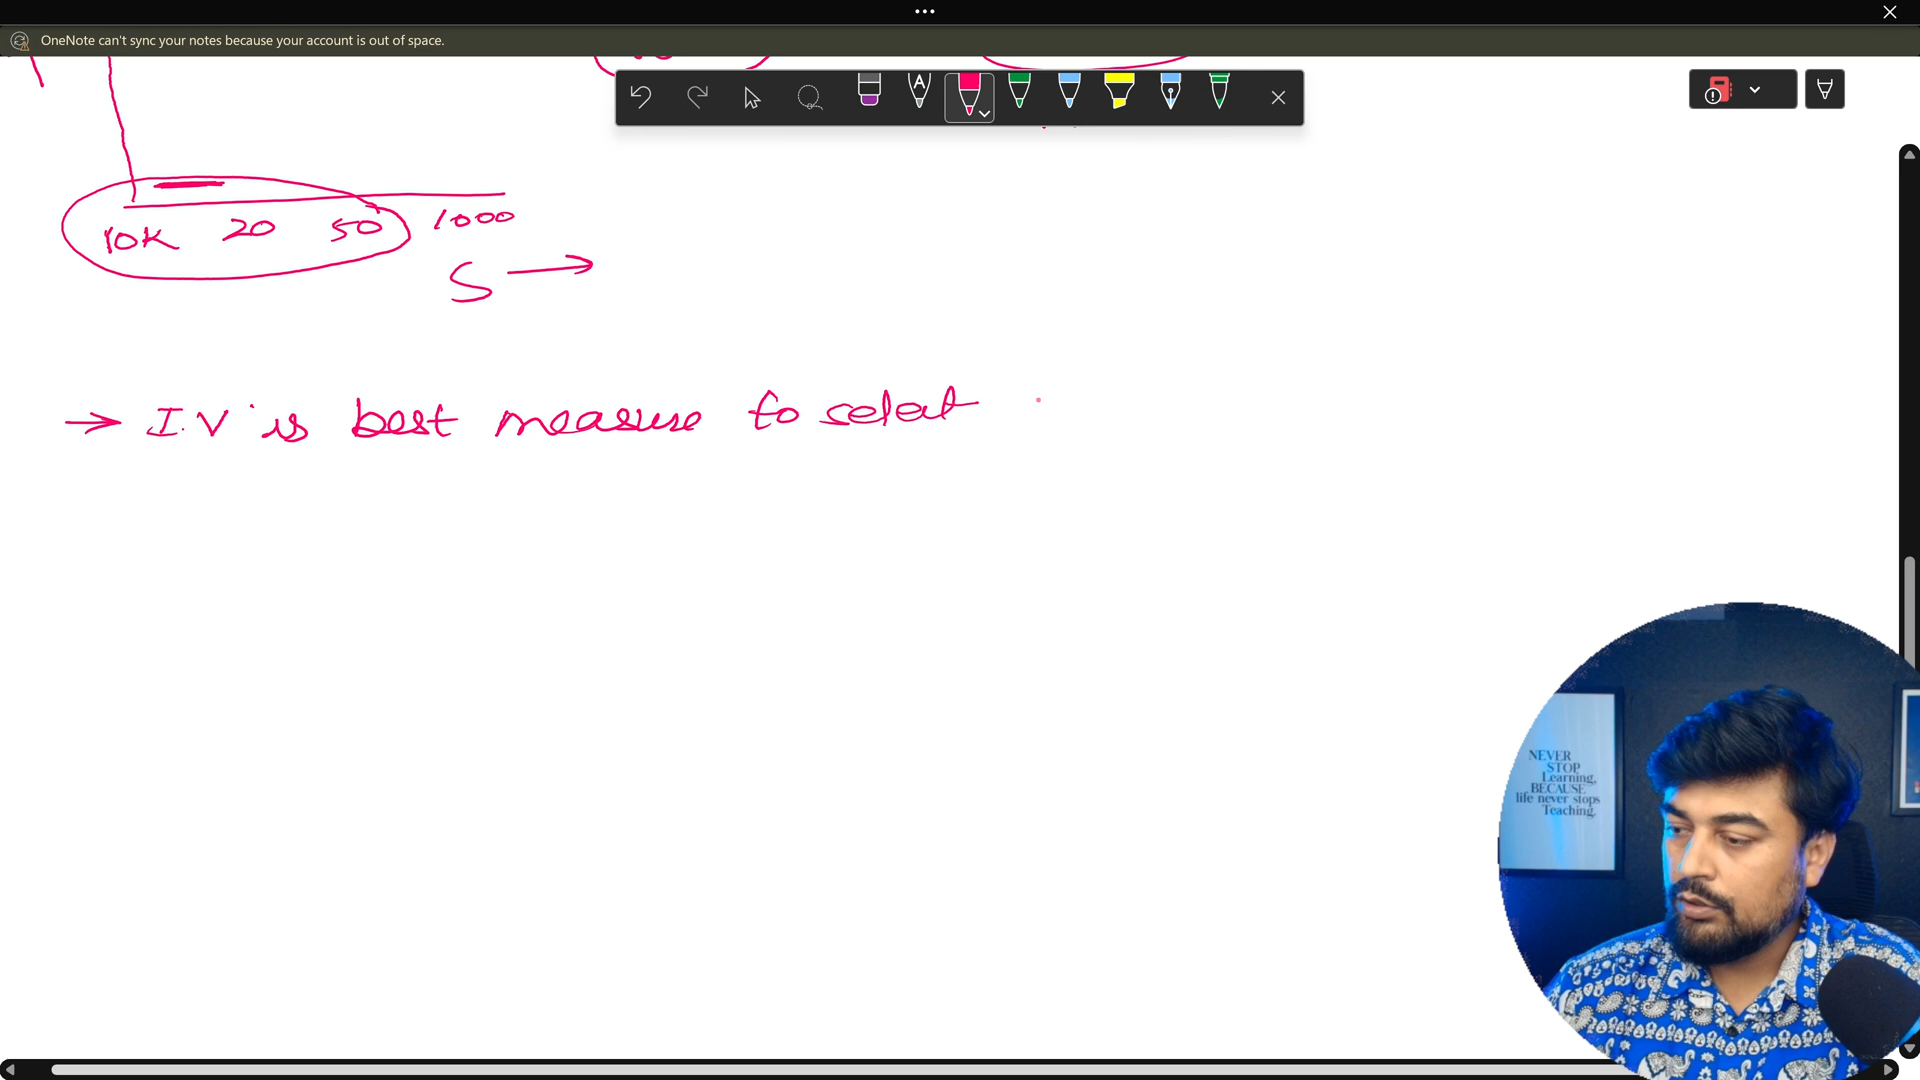 OneNote can't sync your notes because your account is out of space.
10K 20 50 1000
S →
→ I.V is best measure to select
NEVER
STOP
Learning,
BECAUSE
life never stops
Teaching.